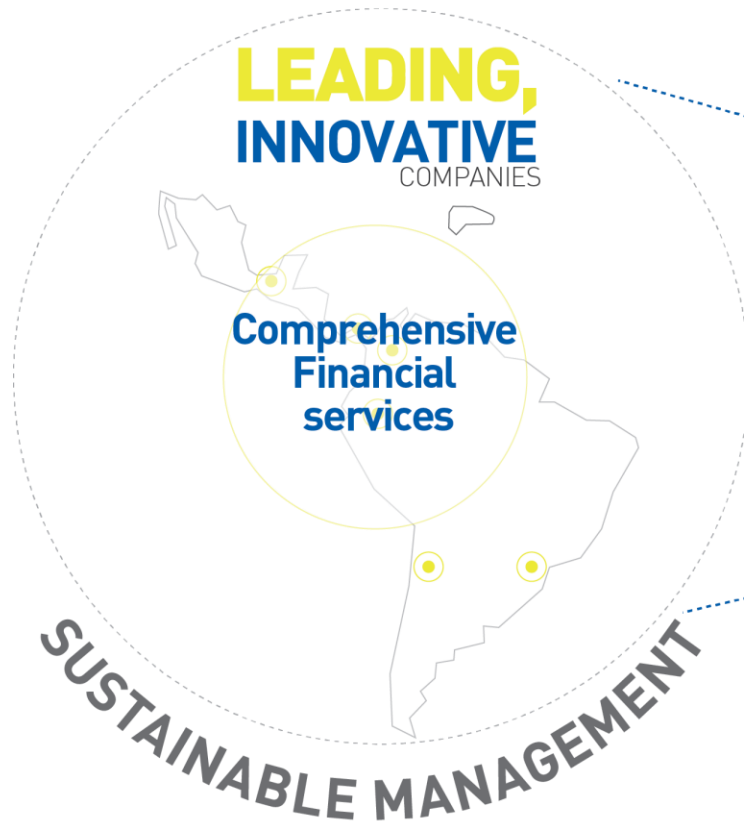 LEADING,
INNOVATIVE
COMPANIES
Comprehensive
Financial
services
SUSTAINABLE MANAGEMENT